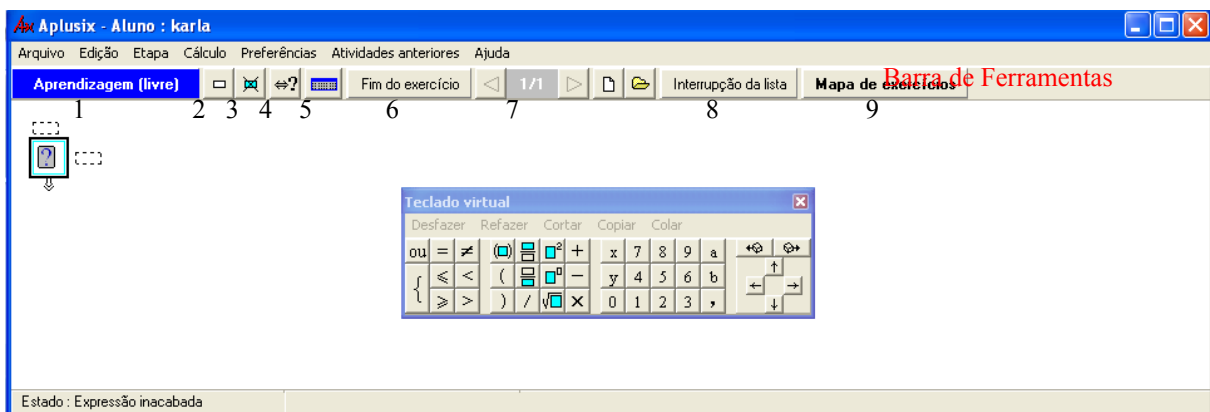 Aplusix - Aluno : karla
Arquivo Edição Etapa Cálculo Preferências Atividades anteriores Ajuda
Aprendizagem (livre) ⇔? Fim do exercício 1/1 Interrupção da lista Mapa de exercícios Barra de Ferramentas
1 2 3 4 5 6 7 8 9
?
Teclado virtual
Desfazer Refazer Cortar Copiar Colar
ou = ≠ (□) □² + x 7 8 9 a
{ ⩽ < ( □ⁿ − y 4 5 6 b
⩾ > ) / √□ × 0 1 2 3 ,
Estado : Expressão inacabada